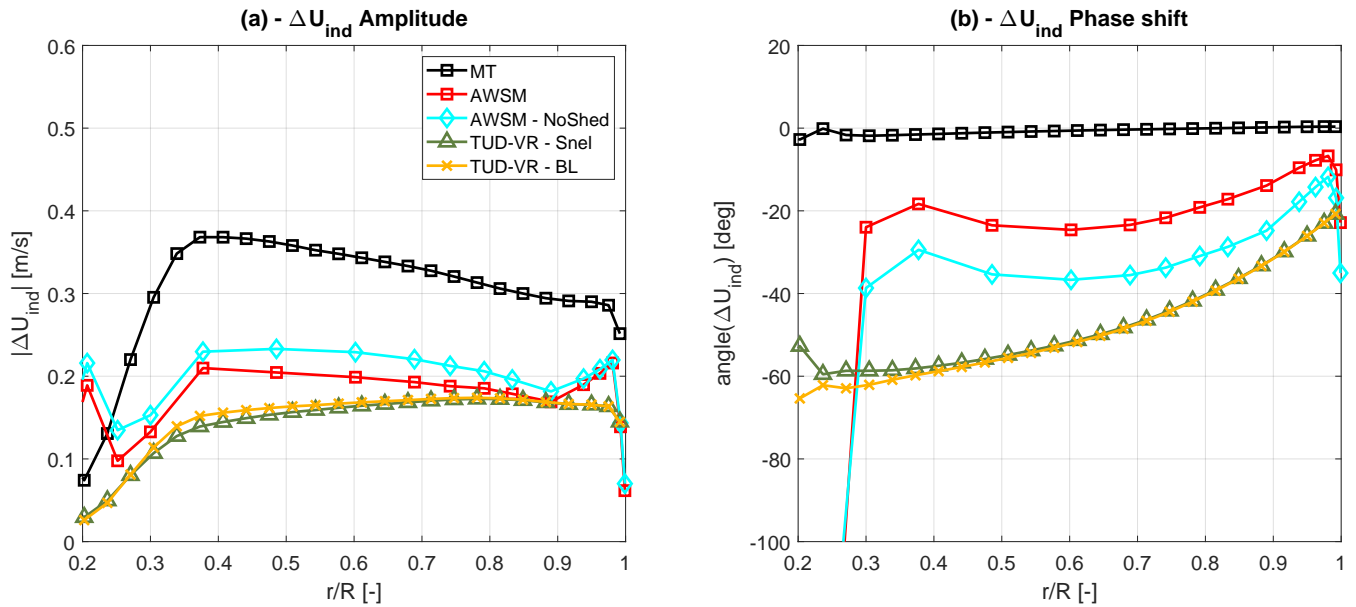 (a) - ΔU_ind Amplitude
0.6
0.5
0.4
0.3
0.2
0.1
0
|ΔU_ind| [m/s]
MT
AWSM
AWSM - NoShed
TUD-VR - Snel
TUD-VR - BL
0.2 0.3 0.4 0.5 0.6 0.7 0.8 0.9 1
r/R [-]
(b) - ΔU_ind Phase shift
20
0
-20
-40
-60
-80
-100
angle(ΔU_ind) [deg]
0.2 0.3 0.4 0.5 0.6 0.7 0.8 0.9 1
r/R [-]